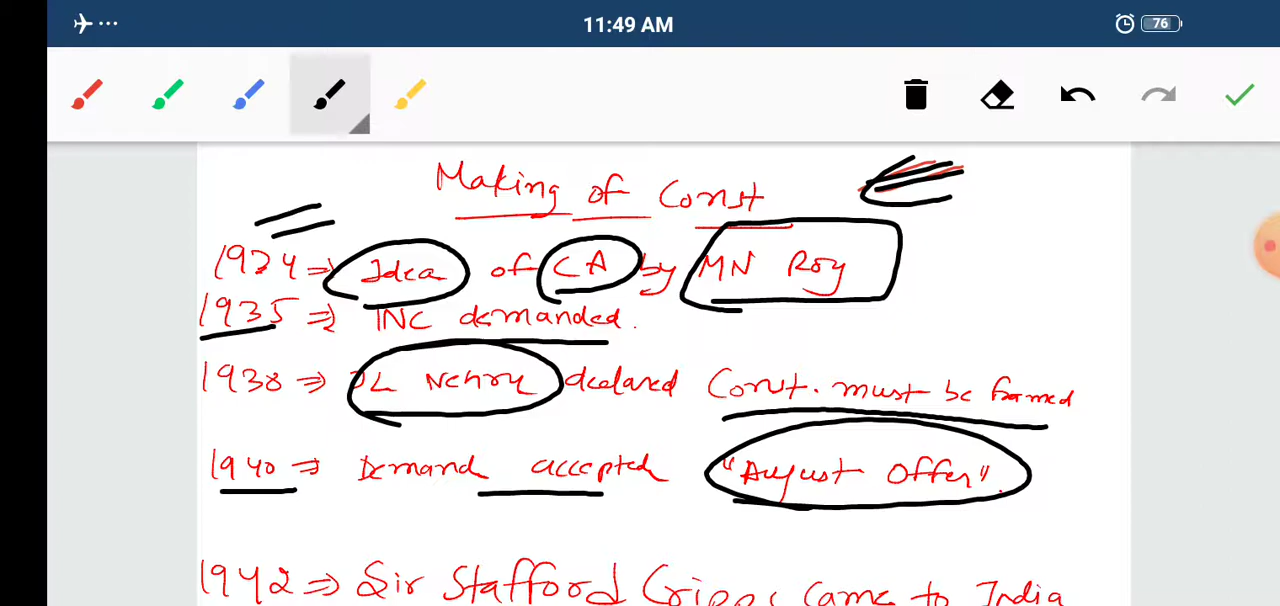 11:49 AM
76
Making of Const
1934 ⇒ Idea of CA by MN Roy
1935 ⇒ INC demanded.
1938 ⇒ JL Nehru declared Const. must be formed
1940 ⇒ Demand accepted "August Offer".
1942 ⇒ Sir Stafford Cripps came to India